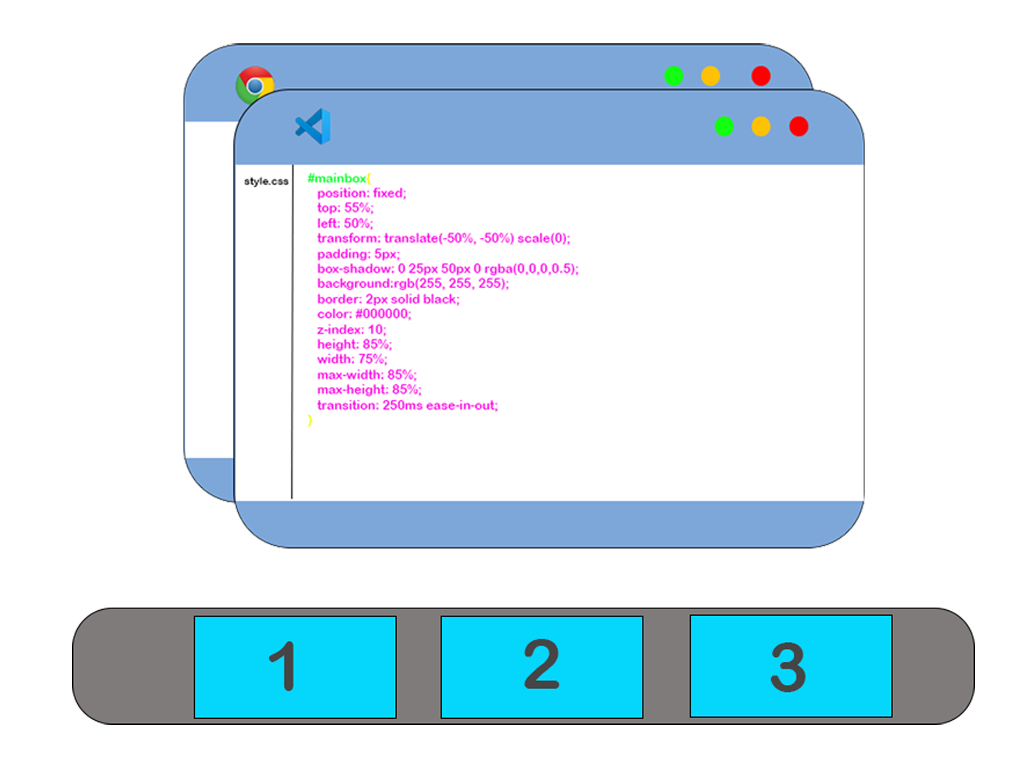 style.css
#mainbox{
position: fixed;
top: 55%;
left: 50%;
transform: translate(-50%, -50%) scale(0);
padding: 5px;
box-shadow: 0 25px 50px 0 rgba(0,0,0,0.5);
background:rgb(255, 255, 255);
border: 2px solid black;
color: #000000;
z-index: 10;
height: 85%;
width: 75%;
max-width: 85%;
max-height: 85%;
transition: 250ms ease-in-out;
}
1
2
3